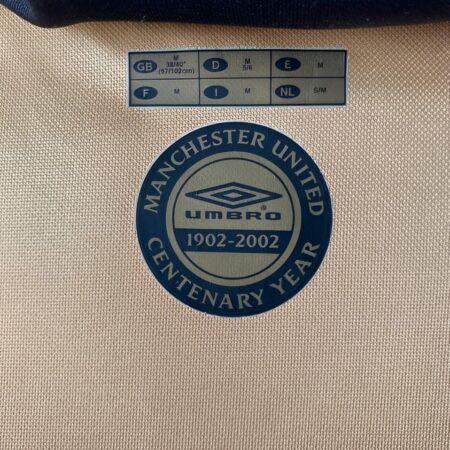 GB M 38/40" (97/102cm) D M 5/6 E M
F M I M NL S/M
MANCHESTER UNITED
UMBRO®
1902-2002
CENTENARY YEAR